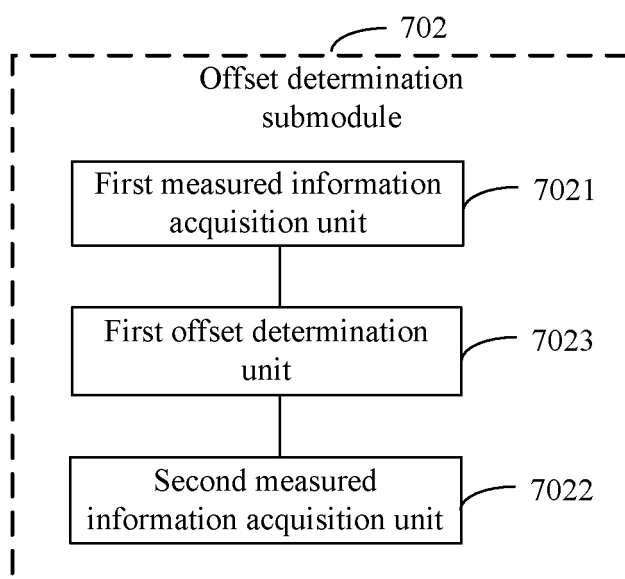 702
Offset determination
submodule
First measured information
acquisition unit
7021
First offset determination
unit
7023
Second measured
information acquisition unit
7022